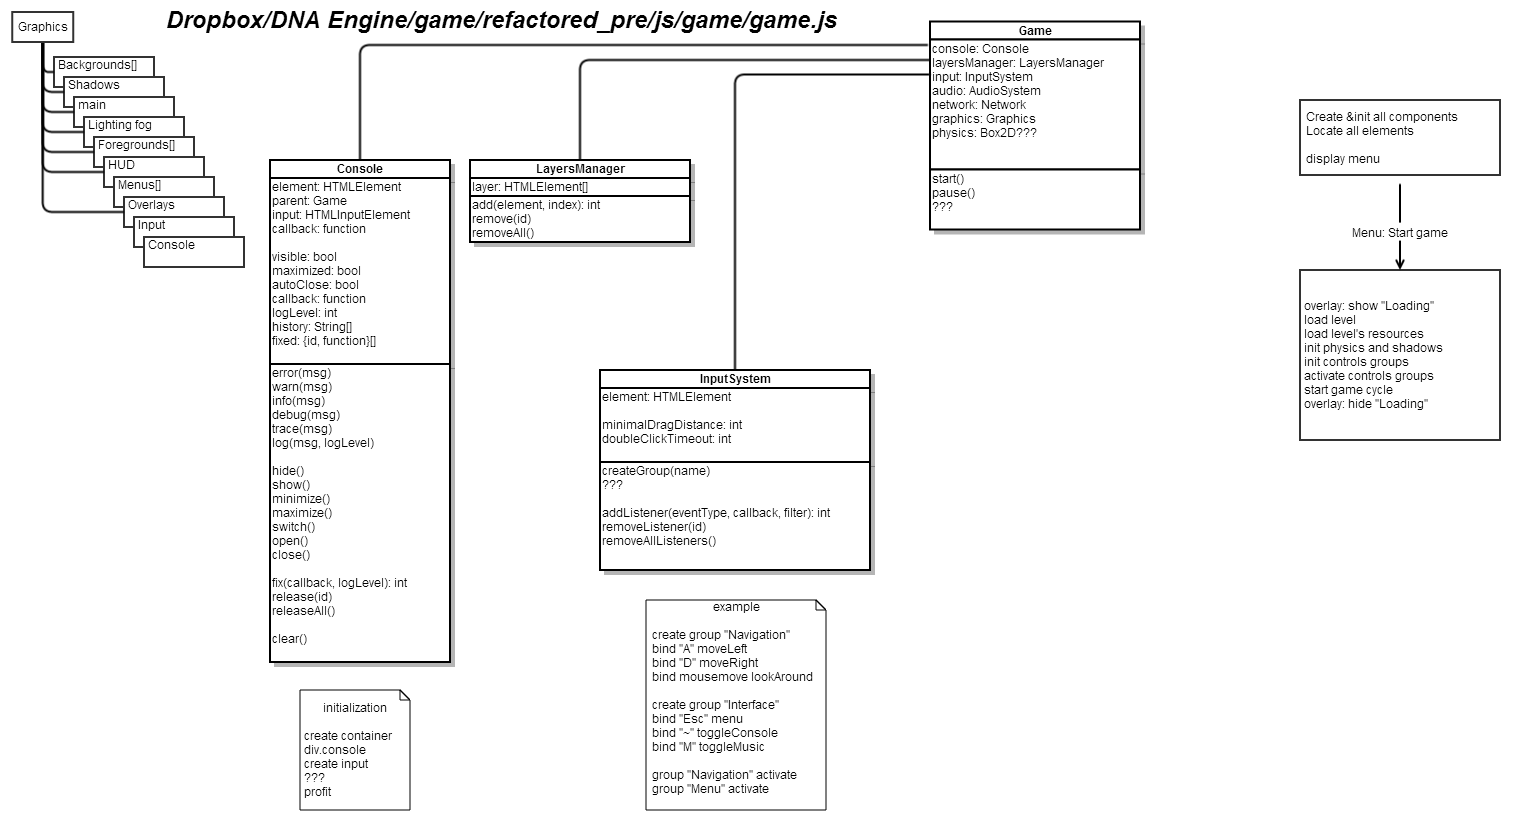 Dropbox/DNA Engine/game/refactored_pre/js/game/game.js
Graphics
Backgrounds[]
Shadows
main
Lighting fog
Foregrounds[]
HUD
Menus[]
Overlays
Input
Console
Console
element: HTMLElement
parent: Game
input: HTMLInputElement
callback: function
visible: bool
maximized: bool
autoClose: bool
callback: function
logLevel: int
history: String[]
fixed: {id, function}[]
error(msg)
warn(msg)
info(msg)
debug(msg)
trace(msg)
log(msg, logLevel)
hide()
show()
minimize()
maximize()
switch()
open()
close()
fix(callback, logLevel): int
release(id)
releaseAll()
clear()
initialization
create container
div.console
create input
???
profit
LayersManager
layer: HTMLElement[]
add(element, index): int
remove(id)
removeAll()
InputSystem
element: HTMLElement
minimalDragDistance: int
doubleClickTimeout: int
createGroup(name)
???
addListener(eventType, callback, filter): int
removeListener(id)
removeAllListeners()
example
create group "Navigation"
bind "A" moveLeft
bind "D" moveRight
bind mousemove lookAround
create group "Interface"
bind "Esc" menu
bind "~" toggleConsole
bind "M" toggleMusic
group "Navigation" activate
group "Menu" activate
Game
console: Console
layersManager: LayersManager
input: InputSystem
audio: AudioSystem
network: Network
graphics: Graphics
physics: Box2D???
start()
pause()
???
Create &init all components
Locate all elements
display menu
Menu: Start game
overlay: show "Loading"
load level
load level's resources
init physics and shadows
init controls groups
activate controls groups
start game cycle
overlay: hide "Loading"